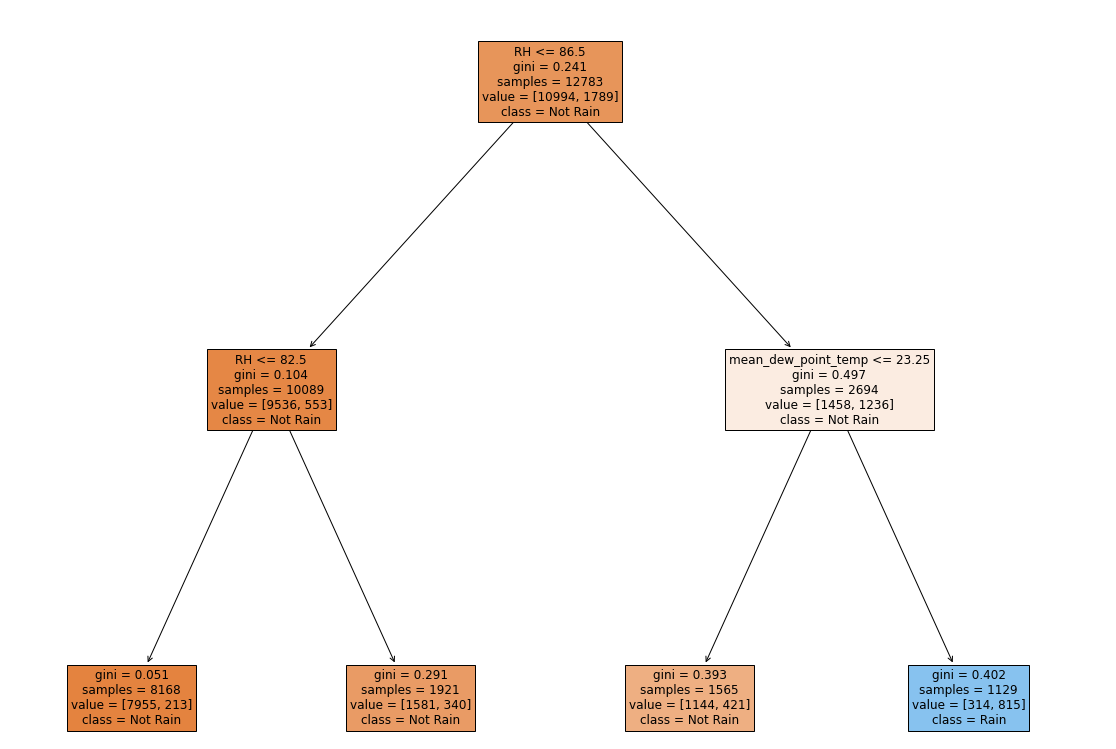 RH <= 86.5
gini = 0.241
samples = 12783
value = [10994, 1789]
class = Not Rain
RH <= 82.5
gini = 0.104
samples = 10089
value = [9536, 553]
class = Not Rain
mean_dew_point_temp <= 23.25
gini = 0.497
samples = 2694
value = [1458, 1236]
class = Not Rain
gini = 0.051
samples = 8168
value = [7955, 213]
class = Not Rain
gini = 0.291
samples = 1921
value = [1581, 340]
class = Not Rain
gini = 0.393
samples = 1565
value = [1144, 421]
class = Not Rain
gini = 0.402
samples = 1129
value = [314, 815]
class = Rain